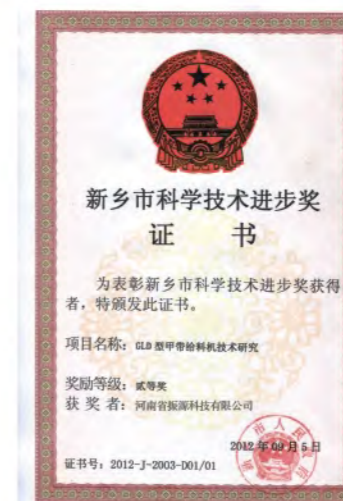 新乡市科学技术进步奖
证 书
为表彰新乡市科学技术进步奖获得
者，特颁发此证书。
项目名称：GLD型甲带给料机技术研究
奖励等级：贰等奖
获 奖 者：河南省振源科技有限公司
2012年09月5日
证书号：2012-J-2003-D01/01